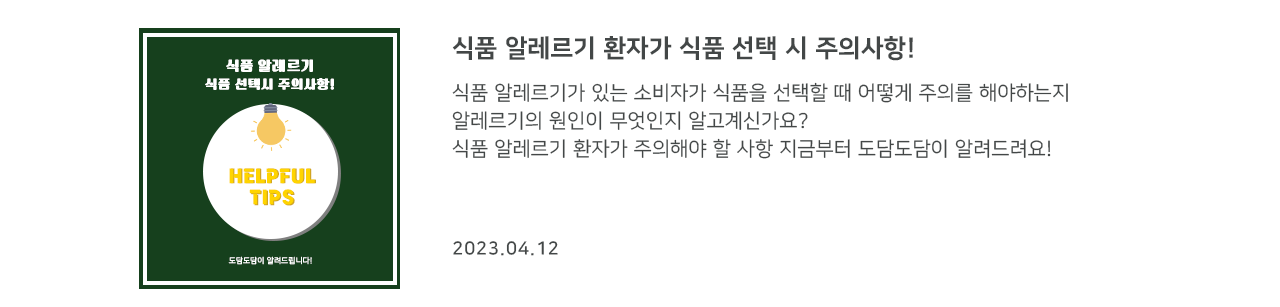 식품 알레르기
식품 선택시 주의사항!
HELPFUL
TIPS
도담도담이 알려드립니다!
식품 알레르기 환자가 식품 선택 시 주의사항!
식품 알레르기가 있는 소비자가 식품을 선택할 때 어떻게 주의를 해야하는지
알레르기의 원인이 무엇인지 알고계신가요?
식품 알레르기 환자가 주의해야 할 사항 지금부터 도담도담이 알려드려요!
2023.04.12